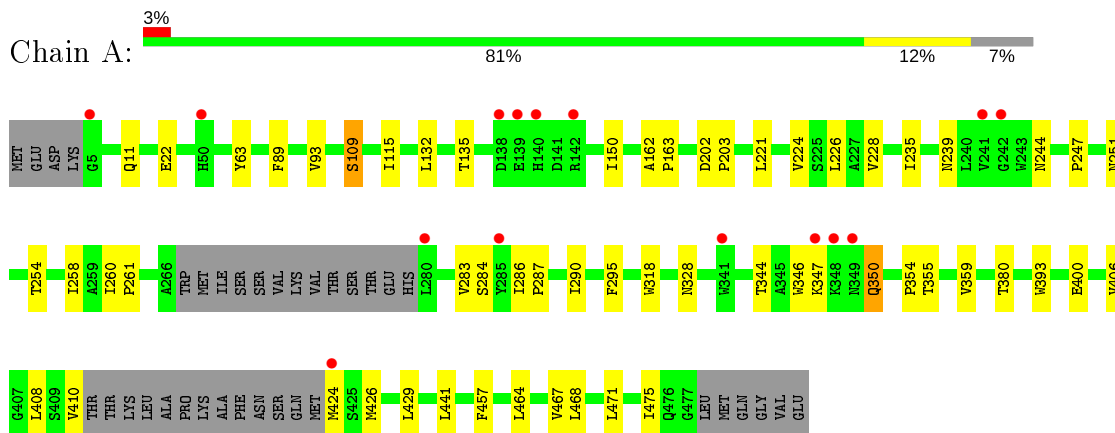 3%
Chain A:
81%
12%
7%
MET GLU ASP LYS G5 Q11 E22 H50 Y63 F89 V93 S109 I115 L132 T135 D138 E139 H140 D141 R142 I150 A162 P163 D202 P203 L221 V224 S225 L226 A227 V228 I235 N239 L240 V241 G242 W243 N244 P247 N251
T254 I258 A259 I260 P261 A266 TRP MET ILE SER SER VAL LYS VAL THR SER THR GLU HIS L280 V283 S284 Y285 I286 P287 I290 F295 W318 N328 W341 T344 A345 W346 K347 K348 N349 Q350 P354 T355 V359 T380 W393 E400 V406
G407 L408 S409 V410 THR THR LYS LEU ALA PRO LYS ALA PHE ASN SER GLN MET M424 S425 M426 L429 L441 F457 L464 V467 L468 L471 I475 Q476 G477 LEU MET GLN GLY VAL GLU